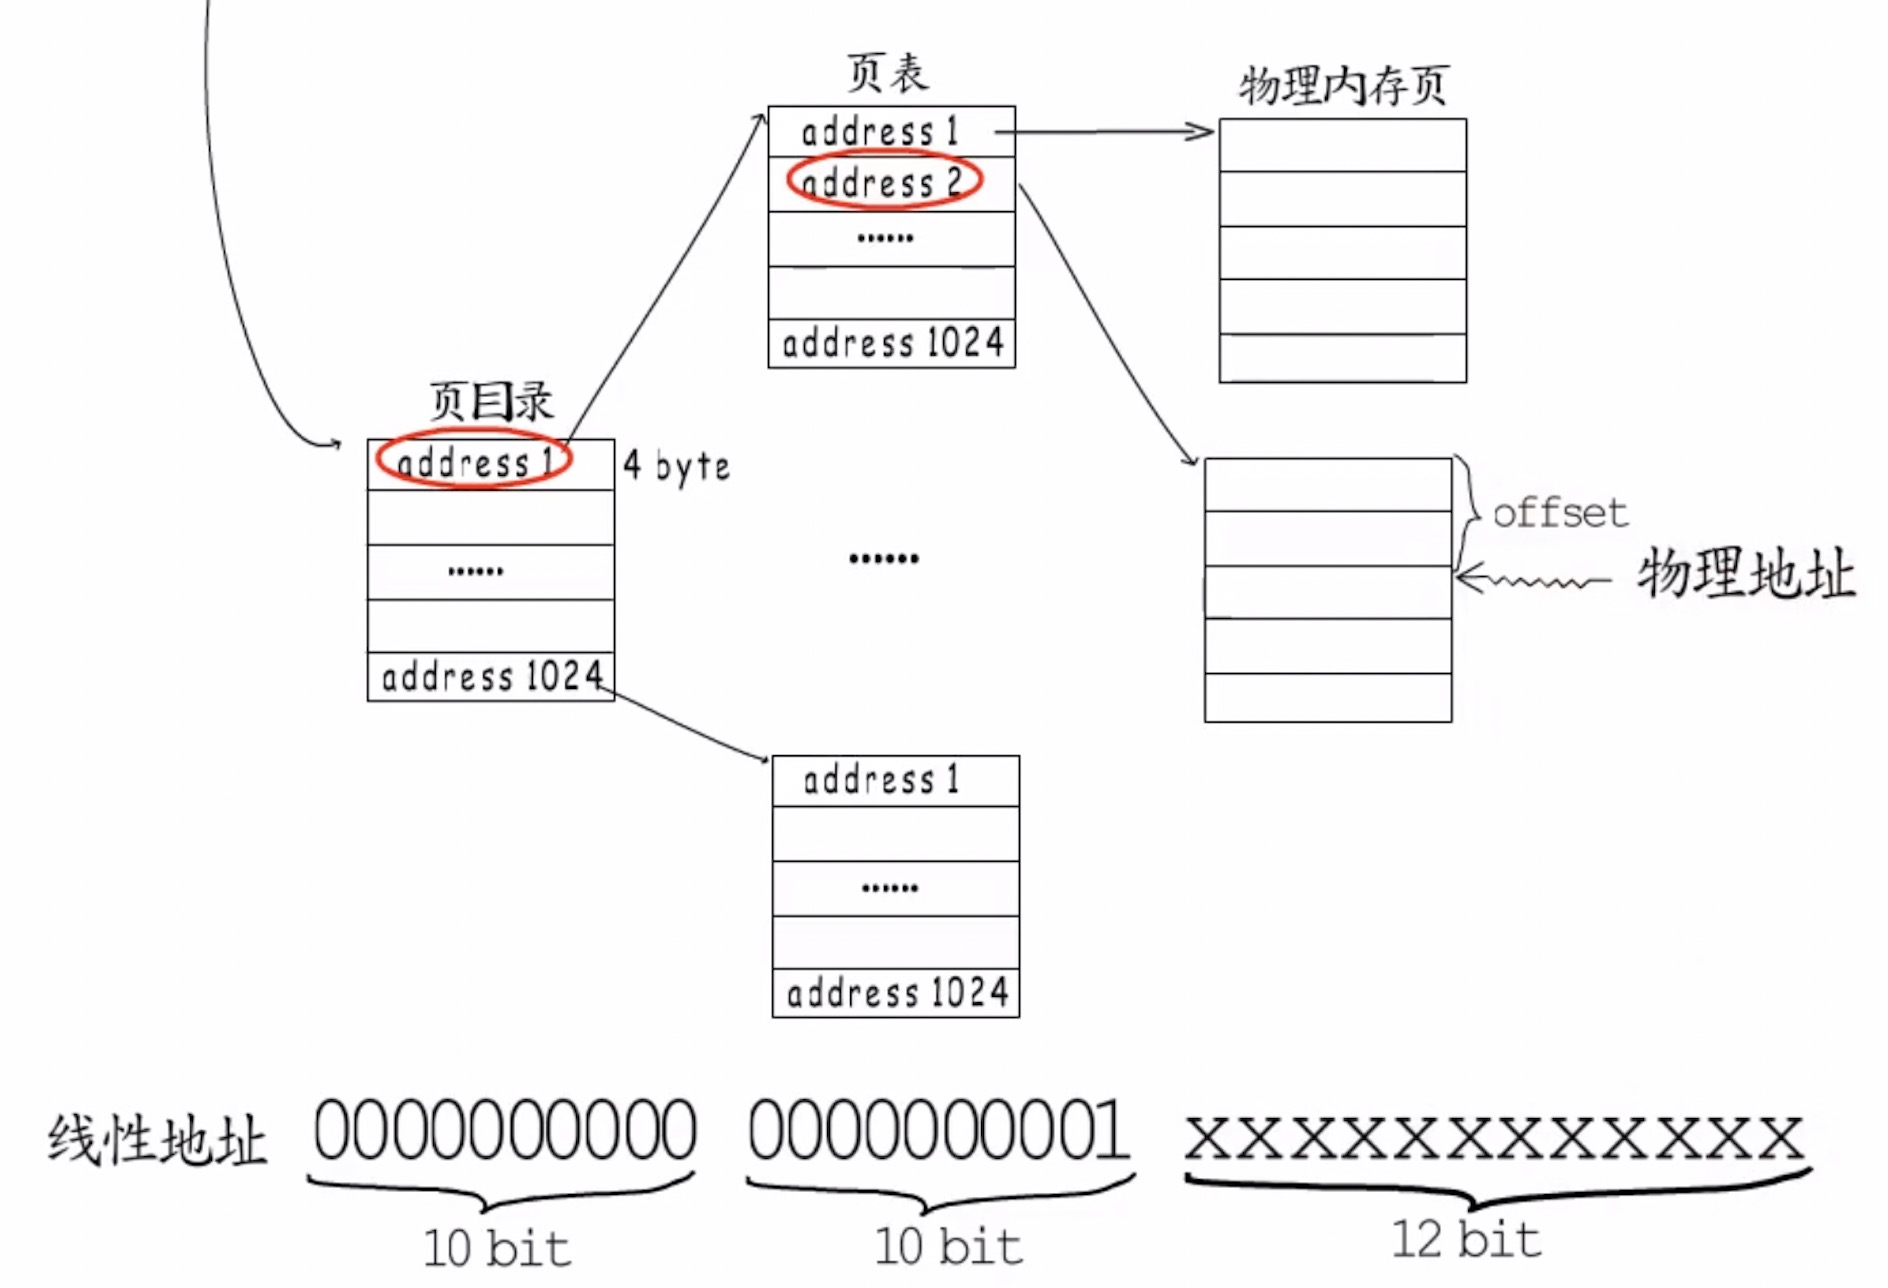 页表
address 1
address 2
......
address 1024
物理内存页
页目录
address 1
4 byte
......
address 1024
......
offset
物理地址
address 1
......
address 1024
线性地址 0000000000 0000000001 xxxxxxxxxxxx
10 bit 10 bit 12 bit